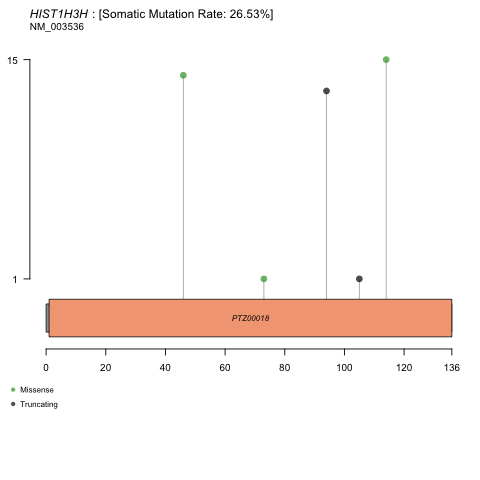 HIST1H3H : [Somatic Mutation Rate: 26.53%]
NM_003536
15
1
PTZ00018
0 20 40 60 80 100 120 136
Missense
Truncating